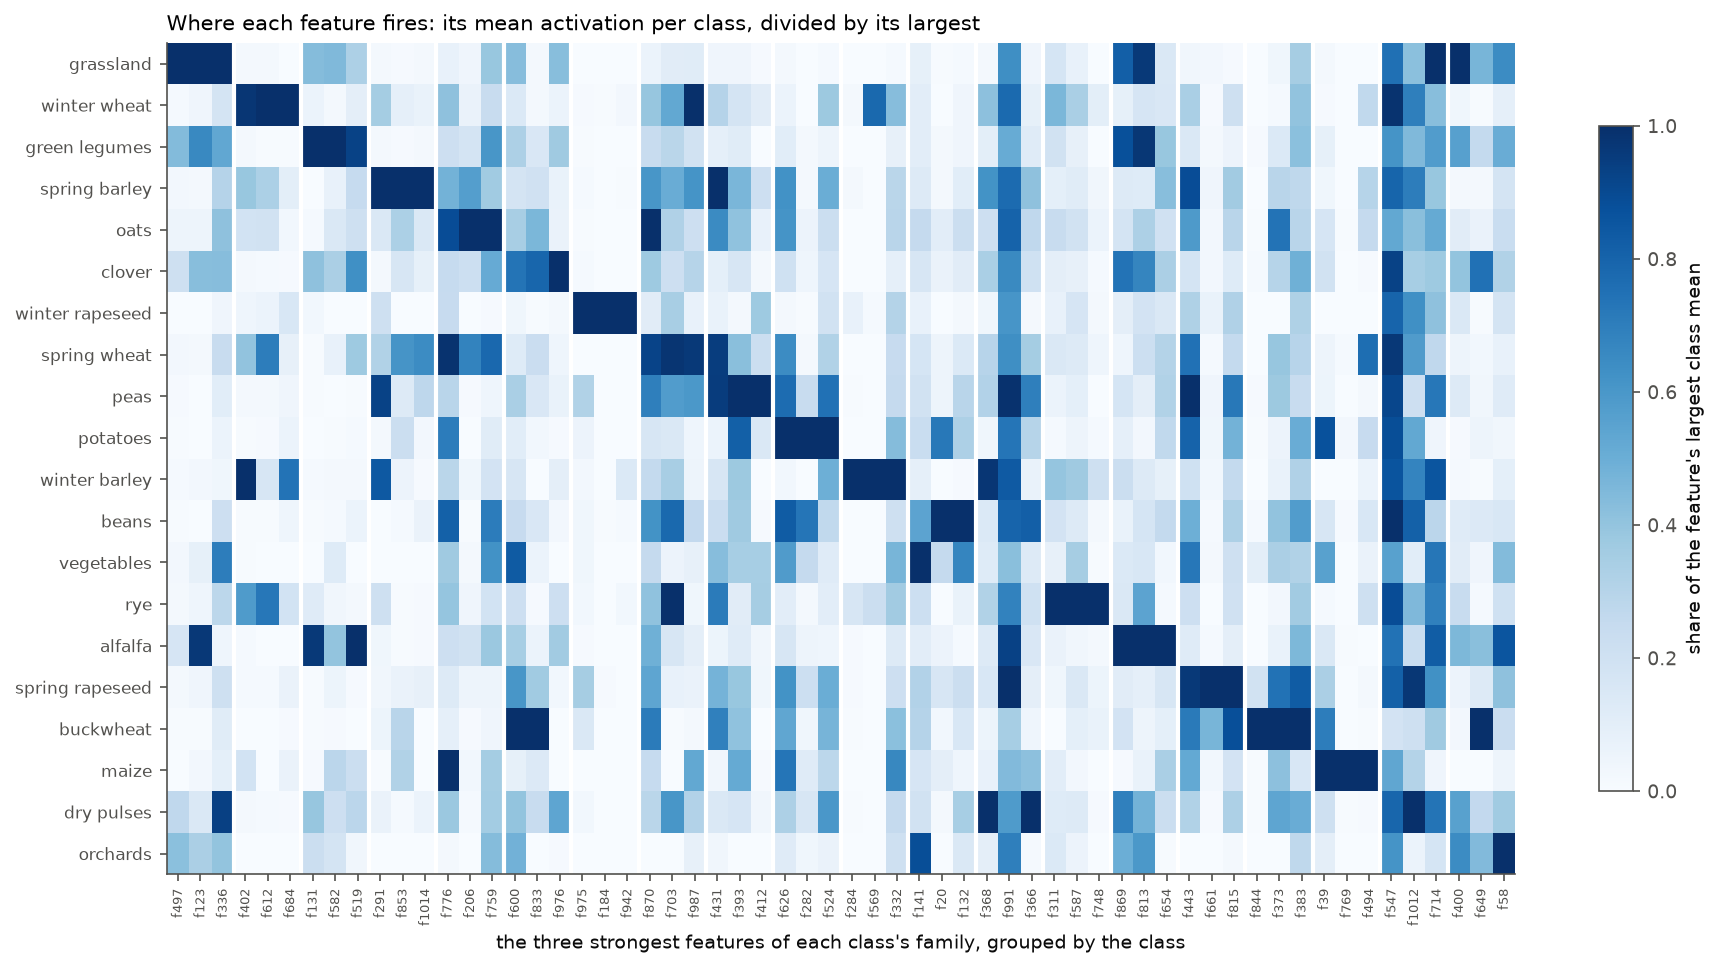 Where each feature fires: its mean activation per class, divided by its largest
grassland
winter wheat
green legumes
spring barley
oats
clover
winter rapeseed
spring wheat
peas
potatoes
winter barley
beans
vegetables
rye
alfalfa
spring rapeseed
buckwheat
maize
dry pulses
orchards
f497 f123 f336 f402 f612 f684 f131 f582 f519 f291 f853 f1014 f776 f206 f759 f600 f833 f976 f975 f184 f942 f870 f703 f987 f431 f393 f412 f626 f282 f524 f284 f569 f332 f141 f20 f132 f368 f991 f366 f311 f587 f748 f869 f813 f654 f443 f661 f815 f844 f373 f383 f39 f769 f494 f547 f1012 f714 f400 f649 f58
the three strongest features of each class's family, grouped by the class
1.0
0.8
0.6
0.4
0.2
0.0
share of the feature's largest class mean